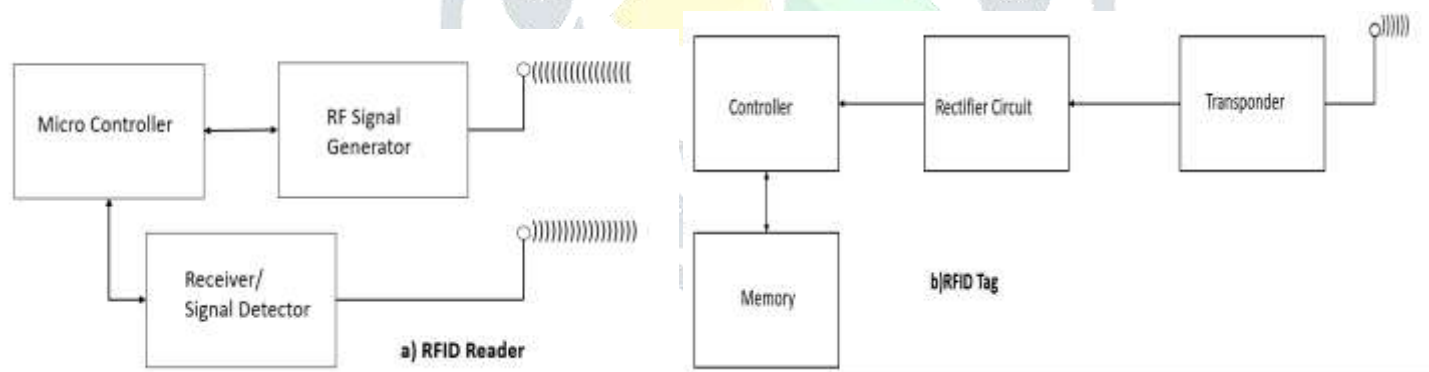 Micro Controller
RF Signal
Generator
Receiver/
Signal Detector
a) RFID Reader
Controller
Rectifier Circuit
Transponder
Memory
b)RFID Tag